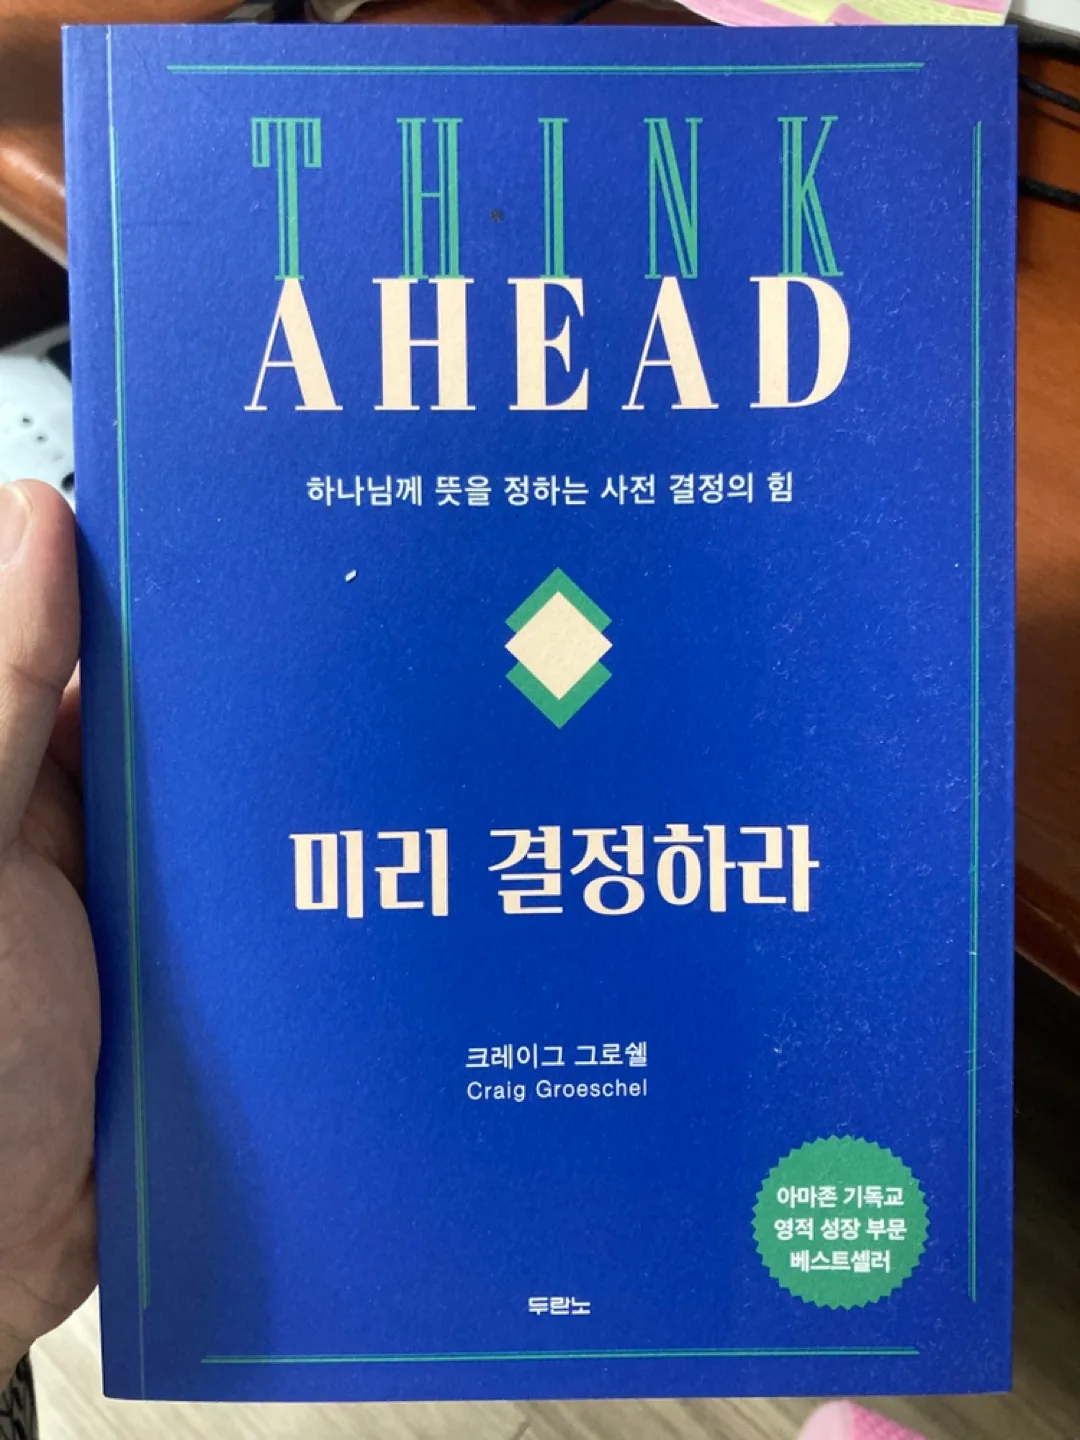 THINK
AHEAD
하나님께 뜻을 정하는 사전 결정의 힘
미리 결정하라
크레이그 그로쉘
Craig Groeschel
아마존 기독교
영적 성장 부문
베스트셀러
두란노